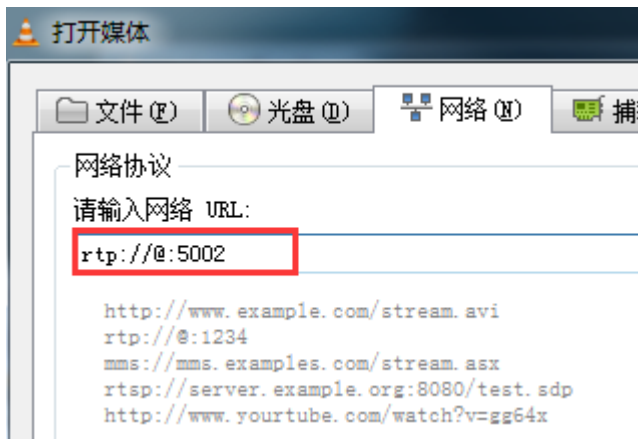 打开媒体
文件(F) 光盘(D) 网络(N) 捕
网络协议
请输入网络 URL:
rtp://@:5002
http://www.example.com/stream.avi
rtp://@:1234
mms://mms.examples.com/stream.asx
rtsp://server.example.org:8080/test.sdp
http://www.yourtube.com/watch?v=gg64x